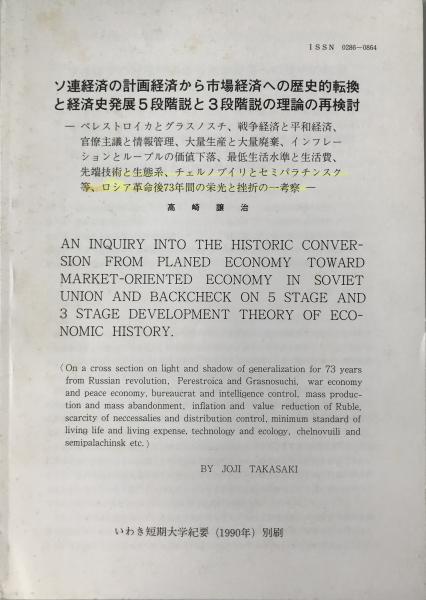 ISSN 0286-0864
ソ連経済の計画経済から市場経済への歴史的転換
と経済史発展5段階説と3段階説の理論の再検討
― ペレストロイカとグラスノスチ、戦争経済と平和経済、
官僚主議と情報管理、大量生産と大量廃棄、インフレー
ションとルーブルの価値下落、最低生活水準と生活費、
先端技術と生態系、チェルノブイリとセミパラチンスク
等、ロシア革命後73年間の栄光と挫折の一考察 ―
高崎譲治
AN INQUIRY INTO THE HISTORIC CONVER-
SION FROM PLANED ECONOMY TOWARD
MARKET-ORIENTED ECONOMY IN SOVIET
UNION AND BACKCHECK ON 5 STAGE AND
3 STAGE DEVELOPMENT THEORY OF ECO-
NOMIC HISTORY.
(On a cross section on light and shadow of generalization for 73 years
from Russian revolution, Perestroica and Grasnosuchi, war economy
and peace economy, bureaucrat and intelligence control, mass produc-
tion and mass abandonment, inflation and value reduction of Ruble,
scarcity of neccessalies and distribution control, minimum standard of
living life and living expense, technology and ecology, chelnovuili and
semipalachinsk etc.)
BY JOJI TAKASAKI
いわき短期大学紀要(1990年)別刷